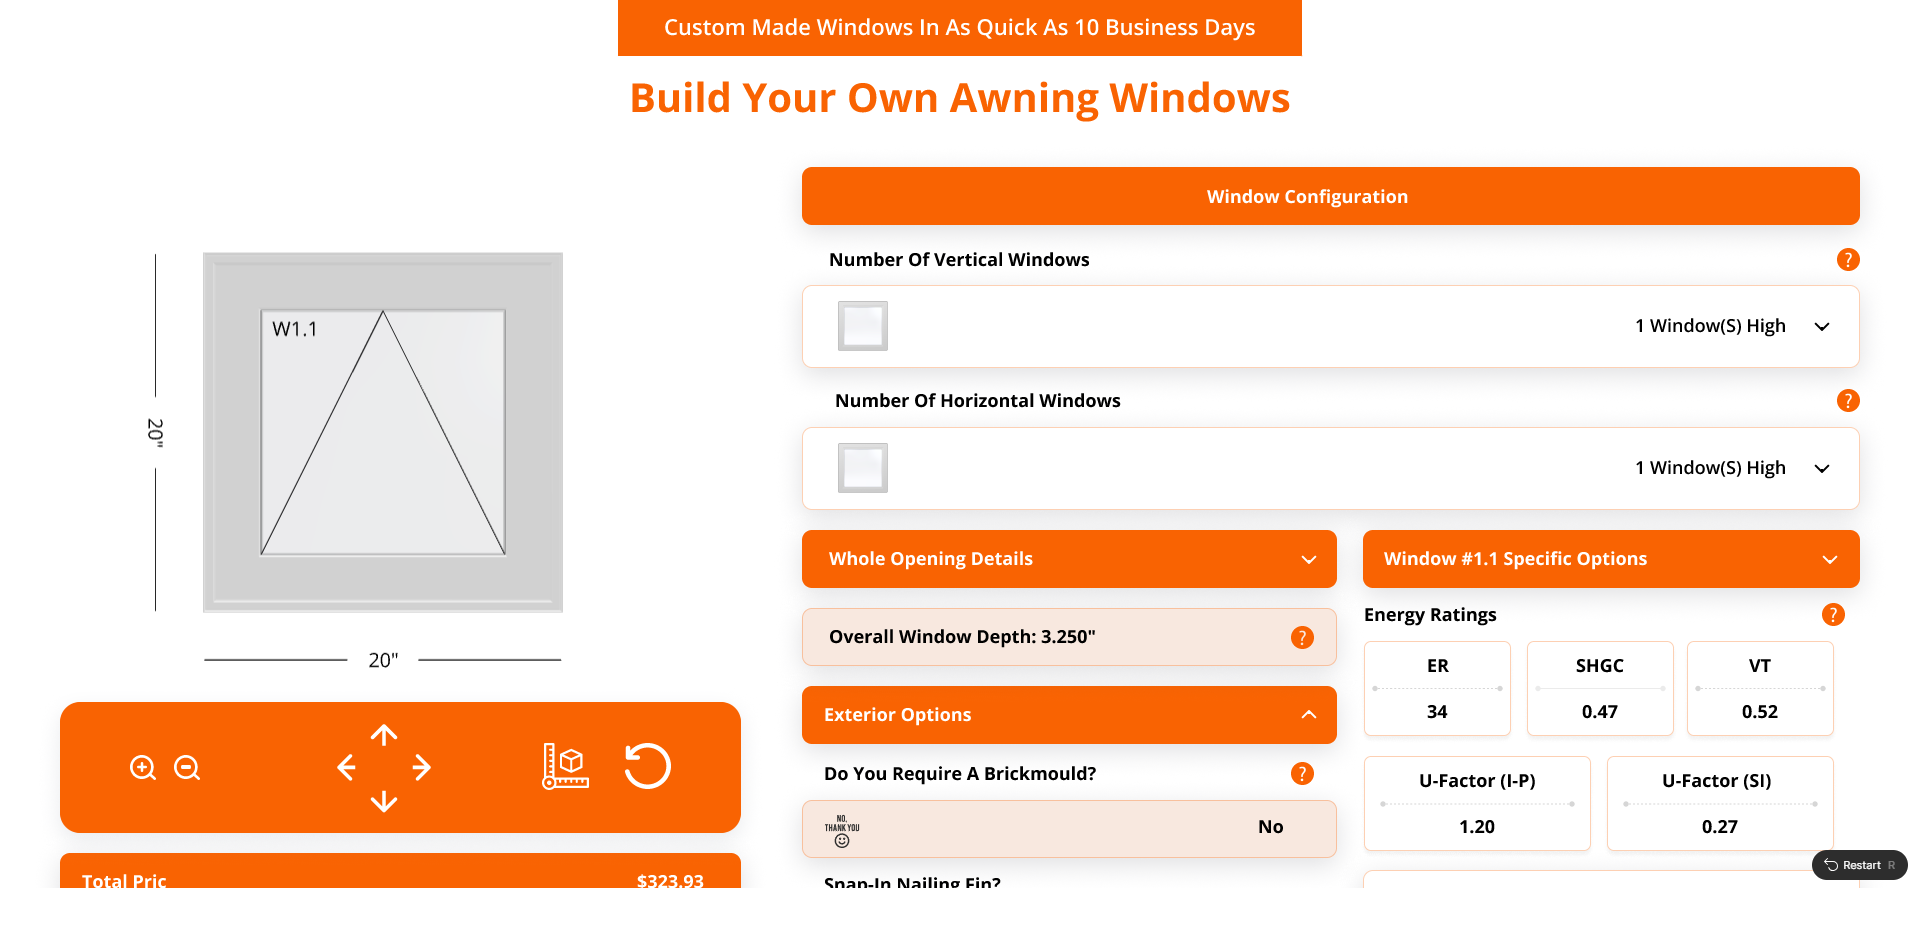 Custom Made Windows In As Quick As 10 Business Days
Build Your Own Awning Windows
W1.1
20"
20"
Total Pric
$323.93
Window Configuration
Number Of Vertical Windows
?
1 Window(S) High
Number Of Horizontal Windows
?
1 Window(S) High
Whole Opening Details
Overall Window Depth: 3.250"
?
Exterior Options
Do You Require A Brickmould?
?
NO,
THANK YOU
No
Snap-In Nailing Fin?
Window #1.1 Specific Options
Energy Ratings
?
ER
34
SHGC
0.47
VT
0.52
U-Factor (I-P)
1.20
U-Factor (SI)
0.27
Restart R